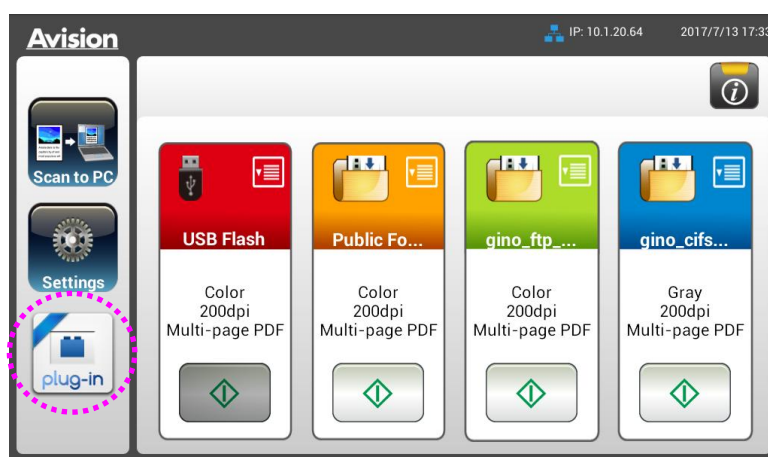 Avision
IP: 10.1.20.64
2017/7/13 17:33
Scan to PC
Settings
plug-in
USB Flash
Color
200dpi
Multi-page PDF
Public Fo...
Color
200dpi
Multi-page PDF
gino_ftp_...
Color
200dpi
Multi-page PDF
gino_cifs...
Gray
200dpi
Multi-page PDF